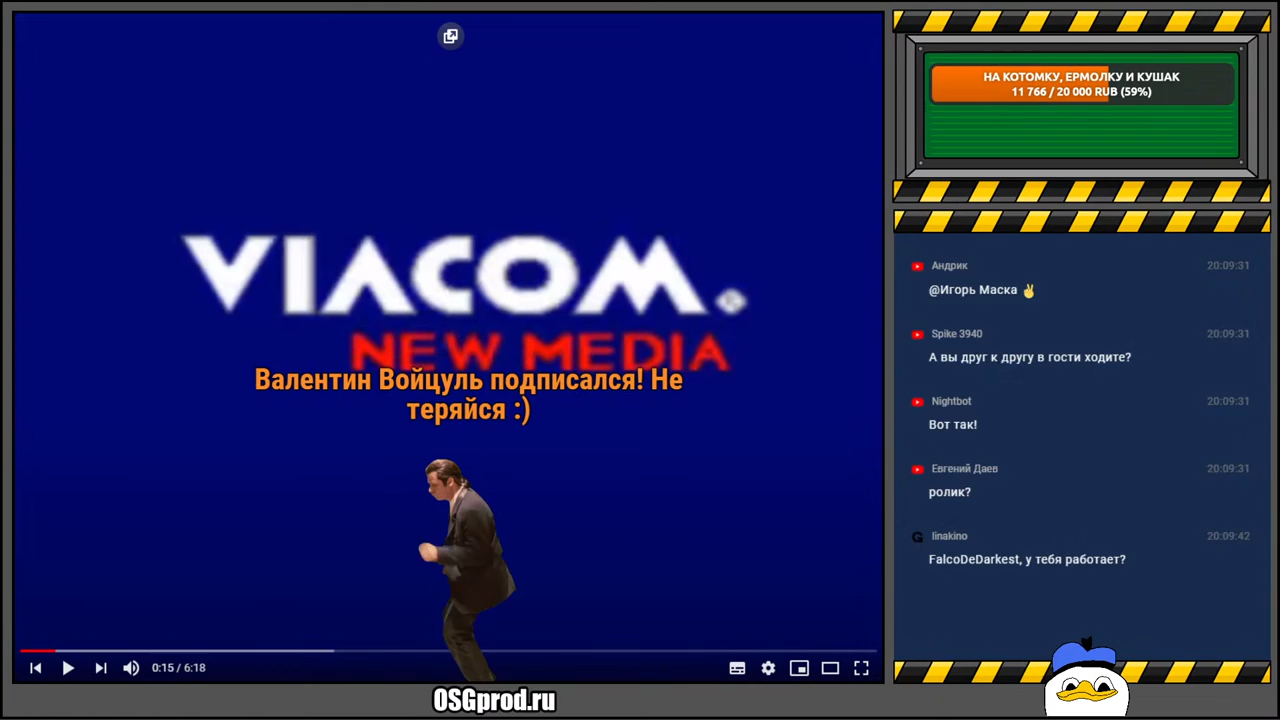 VIACOM®
NEW MEDIA
Валентин Войцуль подписался! Не
теряйся :)
0:15 / 6:18
OSGprod.ru
НА КОТОМКУ, ЕРМОЛКУ И КУШАК
11 766 / 20 000 RUB (59%)
Андрик 20:09:31
@Игорь Маска ✌
Spike 3940 20:09:31
А вы друг к другу в гости ходите?
Nightbot 20:09:31
Вот так!
Евгений Даев 20:09:31
ролик?
G linakino 20:09:42
FalcoDeDarkest, у тебя работает?